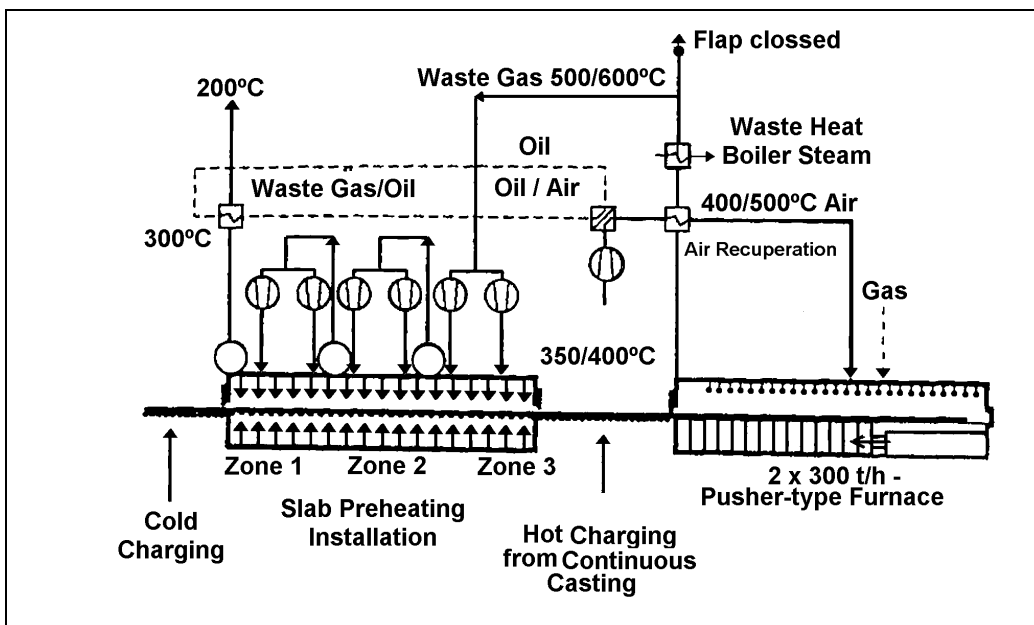 Flap clossed
Waste Gas 500/600ºC
200ºC
Waste Heat
Boiler Steam
Oil
Waste Gas/Oil
Oil / Air
400/500ºC Air
300ºC
Air Recuperation
Gas
350/400ºC
Zone 1
Zone 2
Zone 3
2 x 300 t/h -
Pusher-type Furnace
Slab Preheating
Installation
Cold
Charging
Hot Charging
from Continuous
Casting